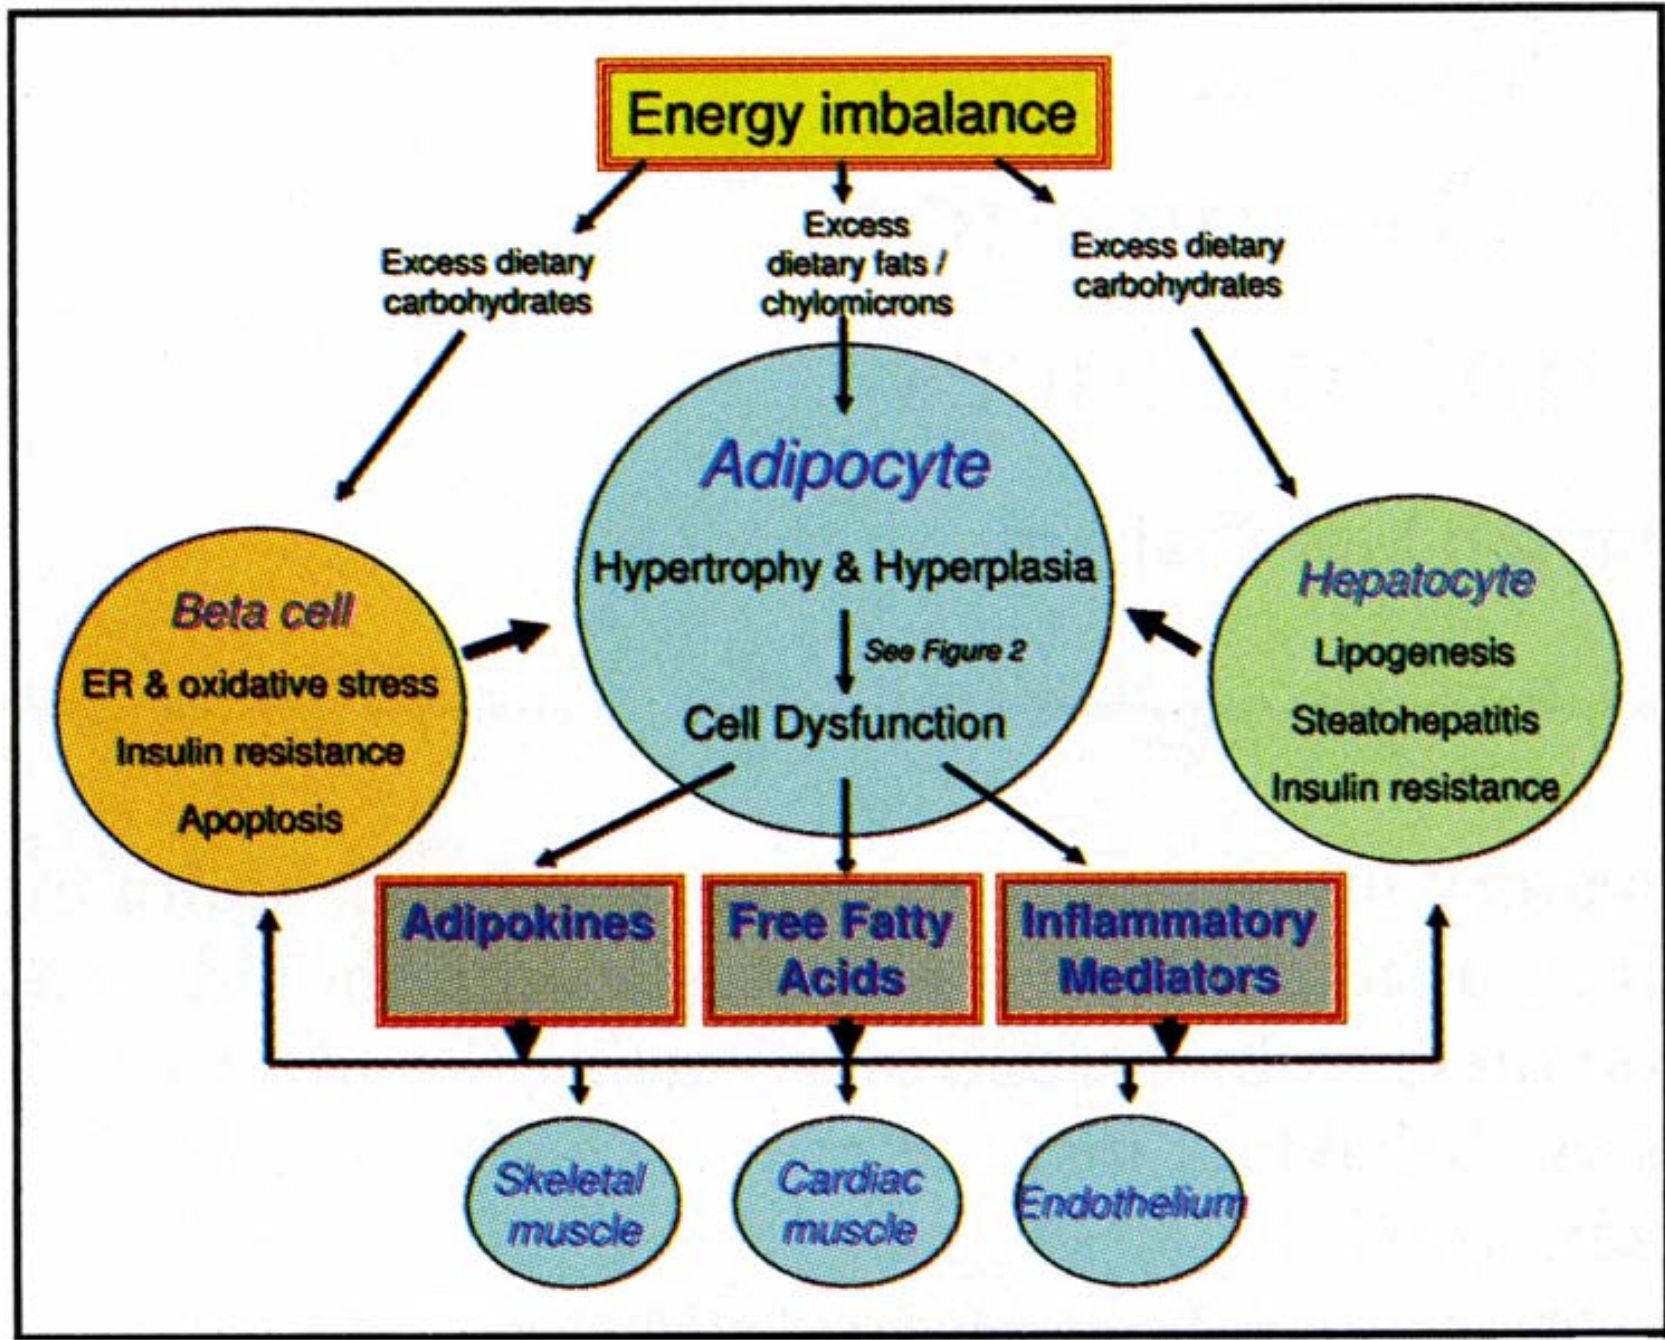 Energy imbalance
Excess dietary
carbohydrates
Excess
dietary fats /
chylomicrons
Excess dietary
carbohydrates
Adipocyte
Hypertrophy & Hyperplasia
See Figure 2
Cell Dysfunction
Beta cell
ER & oxidative stress
Insulin resistance
Apoptosis
Hepatocyte
Lipogenesis
Steatohepatitis
Insulin resistance
Adipokines
Free Fatty
Acids
Inflammatory
Mediators
Skeletal
muscle
Cardiac
muscle
Endothelium